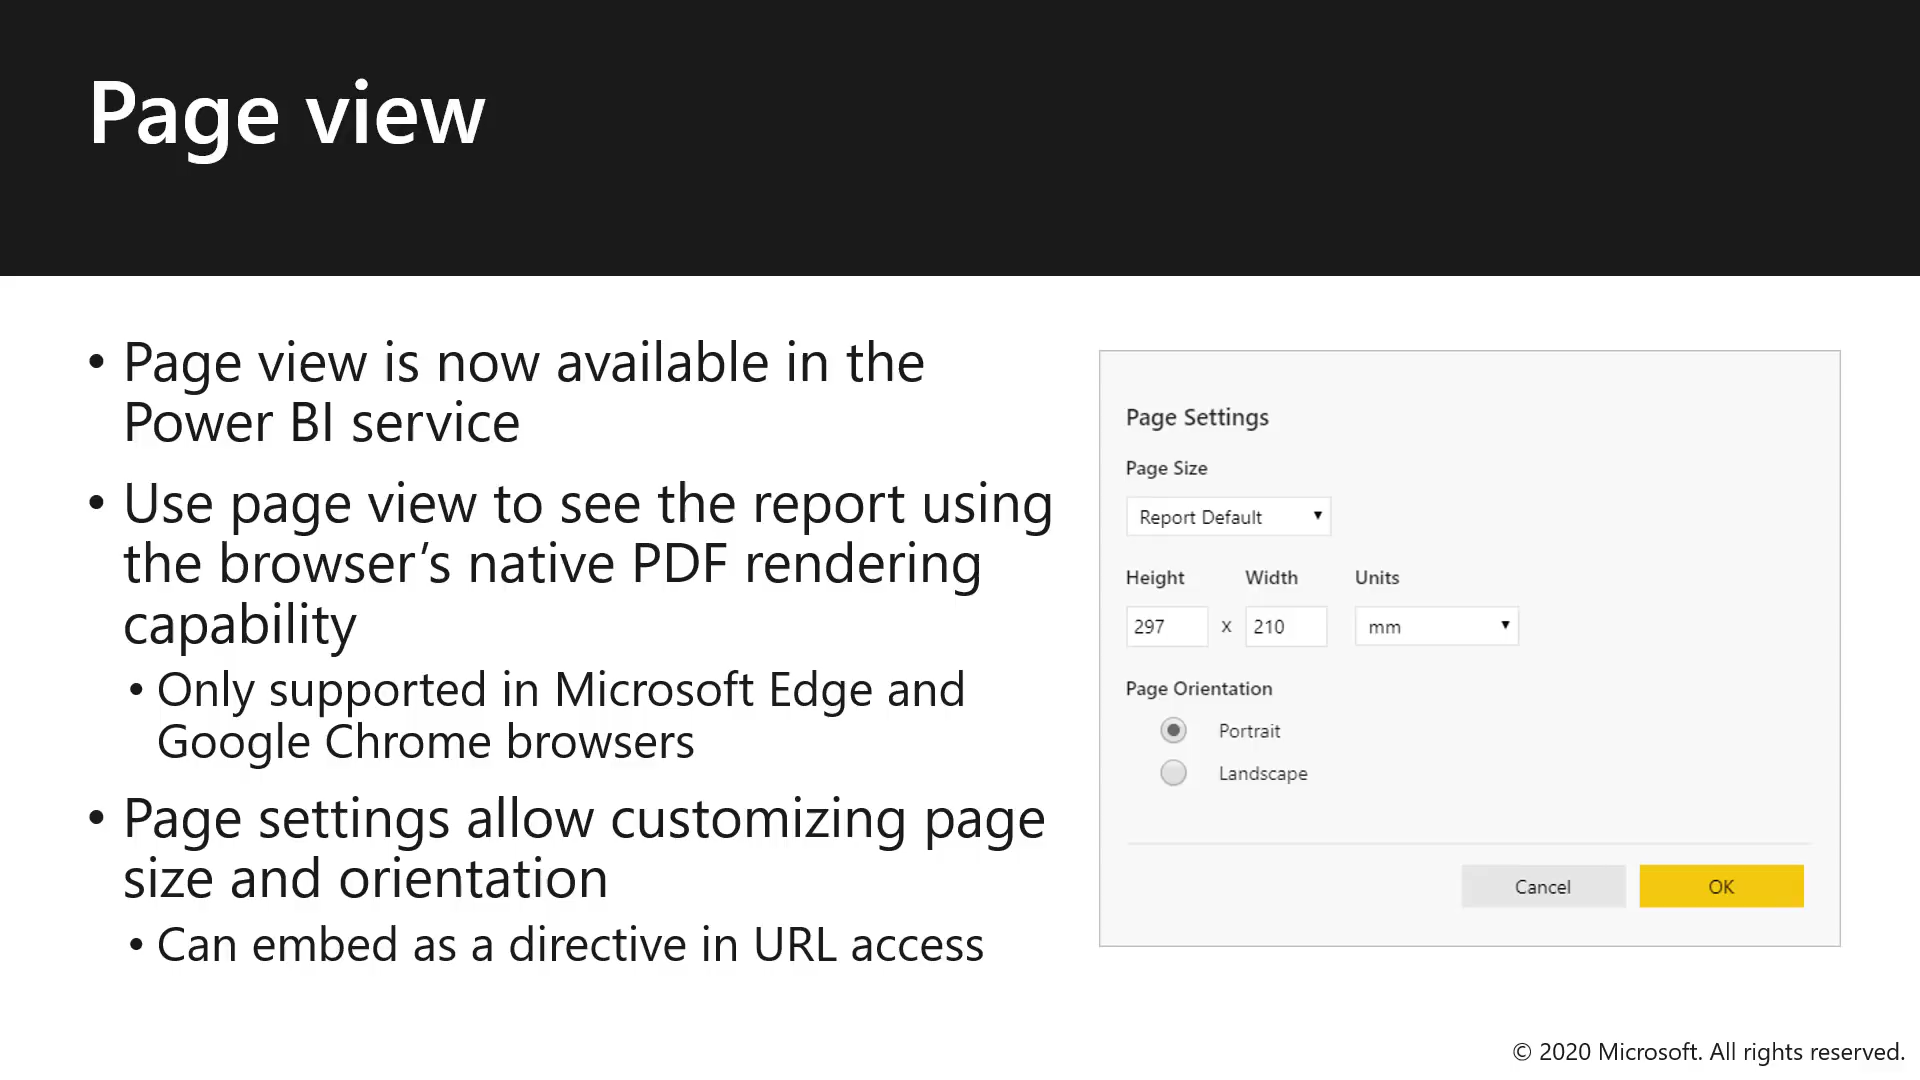 Page view
• Page view is now available in the
Power BI service
• Use page view to see the report using
the browser’s native PDF rendering
capability
• Only supported in Microsoft Edge and
Google Chrome browsers
• Page settings allow customizing page
size and orientation
• Can embed as a directive in URL access
Page Settings
Page Size
Report Default
Height Width Units
297 x 210 mm
Page Orientation
Portrait
Landscape
Cancel OK
© 2020 Microsoft. All rights reserved.